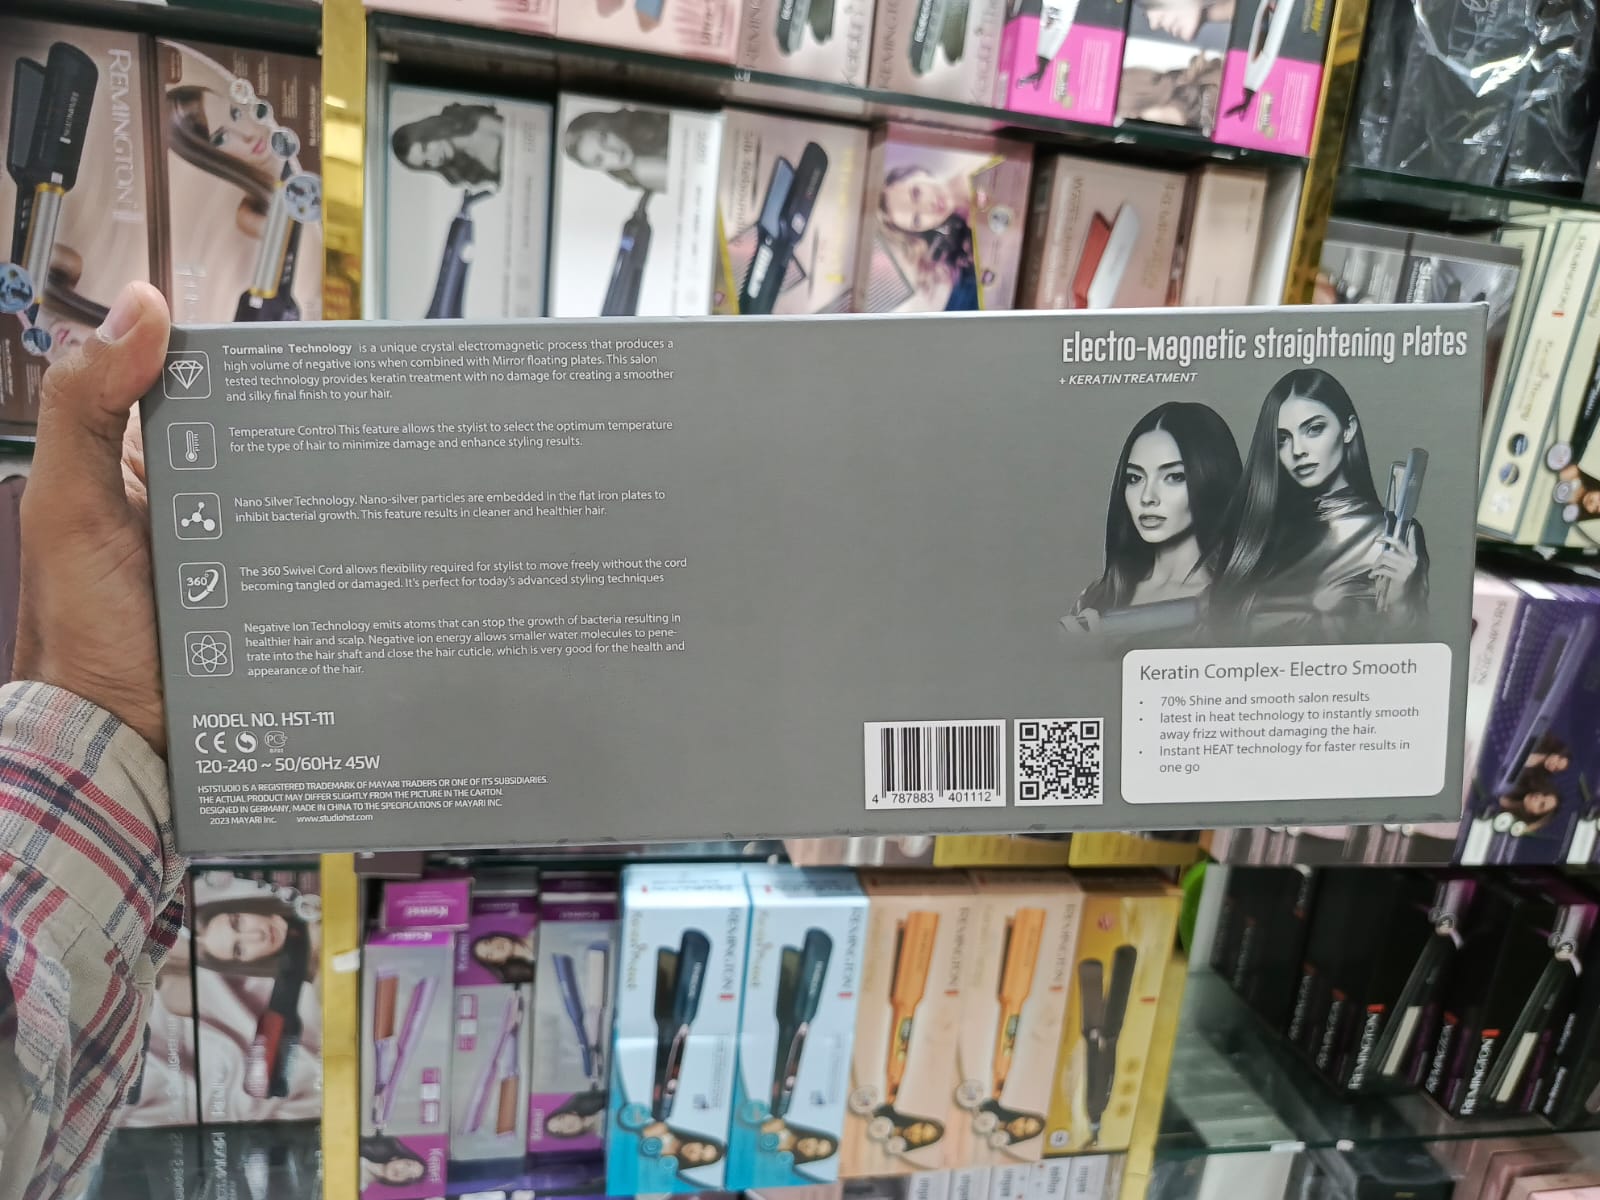 REMINGTON
Tourmaline Technology is a unique crystal electromagnetic process that produces a
high volume of negative ions when combined with Mirror floating plates. This salon
tested technology provides keratin treatment with no damage for creating a smoother
and silky final finish to your hair.
Temperature Control This feature allows the stylist to select the optimum temperature
for the type of hair to minimize damage and enhance styling results.
Nano Silver Technology. Nano-silver particles are embedded in the flat iron plates to
inhibit bacterial growth. This feature results in cleaner and healthier hair.
360°
The 360 Swivel Cord allows flexibility required for stylist to move freely without the cord
becoming tangled or damaged. It's perfect for today's advanced styling techniques
Negative Ion Technology emits atoms that can stop the growth of bacteria resulting in
healthier hair and scalp. Negative ion energy allows smaller water molecules to pene-
trate into the hair shaft and close the hair cuticle, which is very good for the health and
appearance of the hair.
MODEL NO. HST-111
CE
120-240 ~ 50/60Hz 45W
HSTSTUDIO IS A REGISTERED TRADEMARK OF MAYARI TRADERS OR ONE OF ITS SUBSIDIARIES.
THE ACTUAL PRODUCT MAY DIFFER SLIGHTLY FROM THE PICTURE IN THE CARTON.
DESIGNED IN GERMANY, MADE IN CHINA TO THE SPECIFICATIONS OF MAYARI INC.
2023 MAYARI Inc. www.studiohst.com
Electro-Magnetic Straightening Plates
+ KERATIN TREATMENT
Keratin Complex- Electro Smooth
• 70% Shine and smooth salon results
• latest in heat technology to instantly smooth
away frizz without damaging the hair.
• Instant HEAT technology for faster results in
one go
4 787883 401112
Kemei
REMINGTON
REMINGTON
REMINGTON
REMINGTON
REMINGTON
REMINGTON
REMINGTON